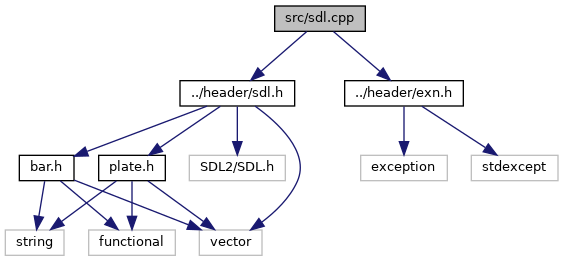 src/sdl.cpp
../header/sdl.h
../header/exn.h
bar.h
plate.h
SDL2/SDL.h
exception
stdexcept
string
functional
vector